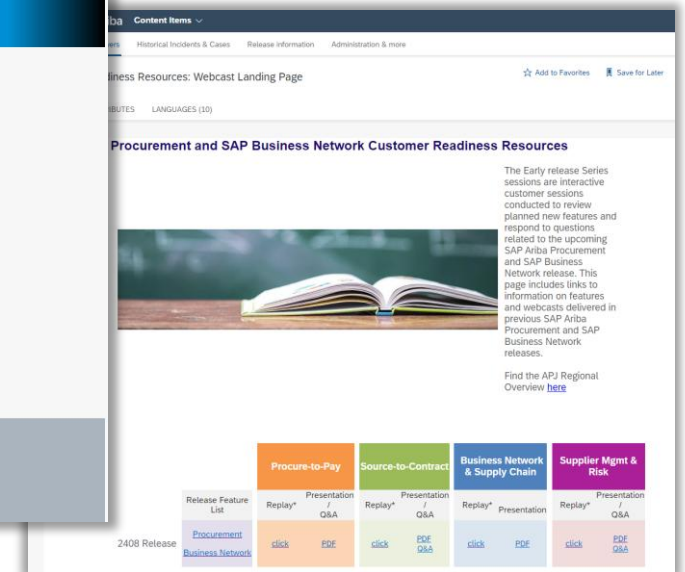 ba Content Items
ers Historical Incidents & Cases Release Information Administration & more
diness Resources: Webcast Landing Page
Add to Favorites Save for Later
IBUTES LANGUAGES (10)
Procurement and SAP Business Network Customer Readiness Resources
The Early release Series
sessions are interactive
customer sessions
conducted to review
planned new features and
respond to questions
related to the upcoming
SAP Ariba Procurement
and SAP Business
Network release. This
page includes links to
information on features
and webcasts delivered in
previous SAP Ariba
Procurement and SAP
Business Network
releases.
Find the APJ Regional
Overview here
Procure-to-Pay Source-to-Contract Business Network & Supply Chain Supplier Mgmt & Risk
Release Feature List Replay* Presentation / Q&A Replay* Presentation / Q&A Replay* Presentation Replay* Presentation / Q&A
2408 Release Procurement Business Network click PDF click PDF Q&A click PDF click PDF Q&A